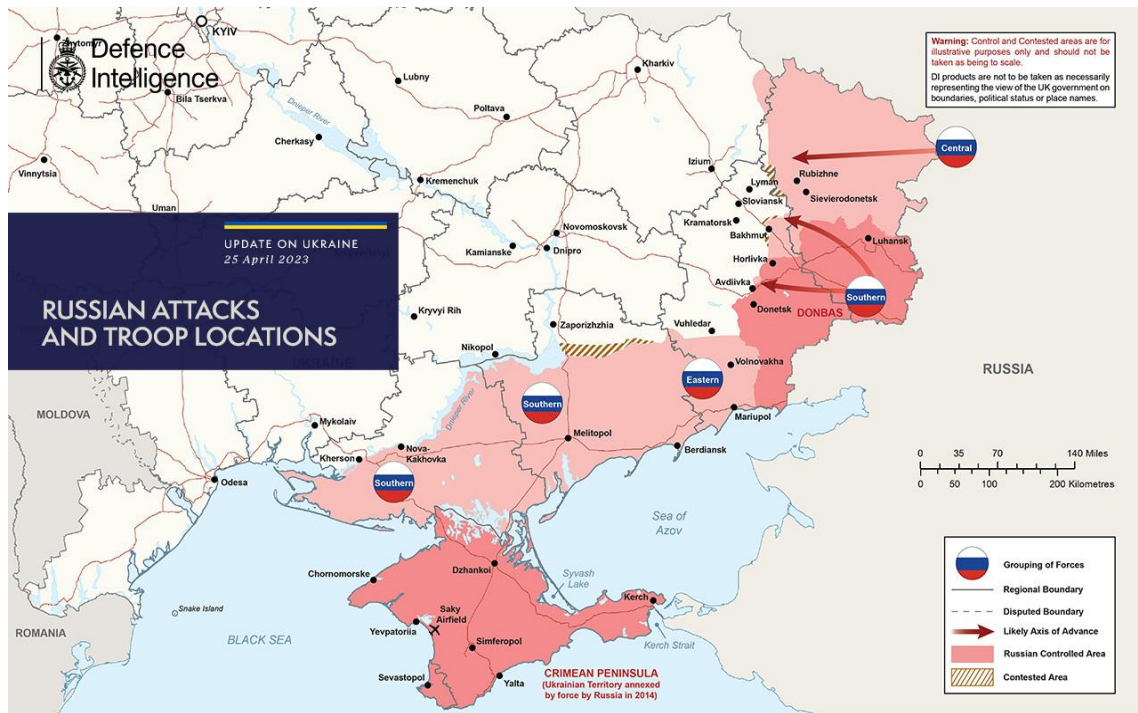 KYIV
Defence
Intelligence
Bila Tserkva
Vinnytsia
Uman
Cherkasy
Lubny
Poltava
Kremenchuk
Dnieper River
Kharkiv
Izium
Lyman
Sloviansk
Kramatorsk
Bakhmut
Horlivka
Avdiivka
Donetsk
DONBAS
Rubizhne
Sievierodonetsk
Luhansk
Central
Southern
Warning: Control and Contested areas are for
illustrative purposes only and should not be
taken as being to scale.
DI products are not to be taken as necessarily
representing the view of the UK government on
boundaries, political status or place names.
UPDATE ON UKRAINE
25 April 2023
RUSSIAN ATTACKS
AND TROOP LOCATIONS
Novomoskovsk
Kamianske
Dnipro
Kryvyi Rih
Zaporizhzhia
Nikopol
Vuhledar
Volnovakha
Eastern
Southern
Dnieper River
Mariupol
Melitopol
Berdiansk
RUSSIA
MOLDOVA
Mykolaiv
Kherson
Nova-
Kakhovka
Southern
Odesa
0 35 70 140 Miles
0 50 100 200 Kilometres
Sea of
Azov
Chornomorske
Dzhankoi
Syvash
Lake
Snake Island
Saky
Airfield
Yevpatoriia
Kerch
Simferopol
Kerch Strait
ROMANIA
BLACK SEA
Sevastopol
Yalta
CRIMEAN PENINSULA
(Ukrainian Territory annexed
by force by Russia in 2014)
Grouping of Forces
Regional Boundary
Disputed Boundary
Likely Axis of Advance
Russian Controlled Area
Contested Area